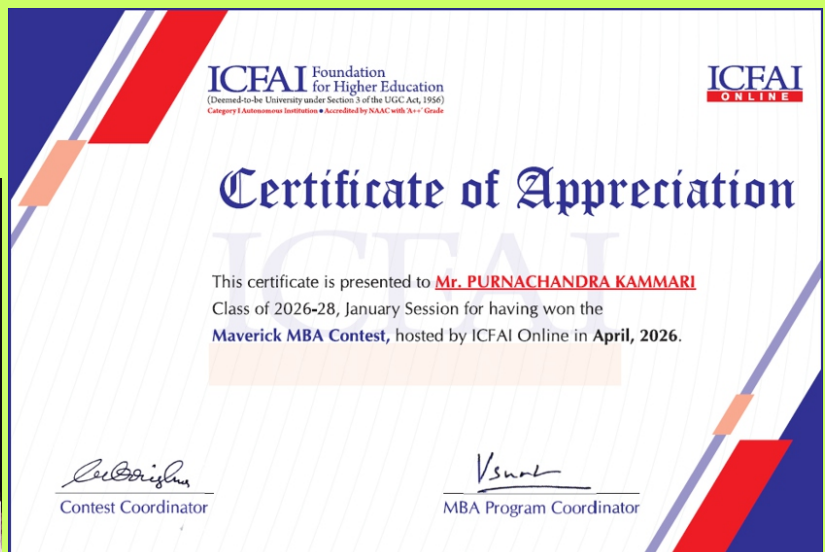 ICFAI Foundation
for Higher Education
(Deemed-to-be University under Section 3 of the UGC Act, 1956)
Category I Autonomous Institution • Accredited by NAAC with 'A++' Grade
ICFAI
ONLINE
Certificate of Appreciation
ICFAI
This certificate is presented to Mr. PURNACHANDRA KAMMARI
Class of 2026-28, January Session for having won the
Maverick MBA Contest, hosted by ICFAI Online in April, 2026.
Contest Coordinator
MBA Program Coordinator